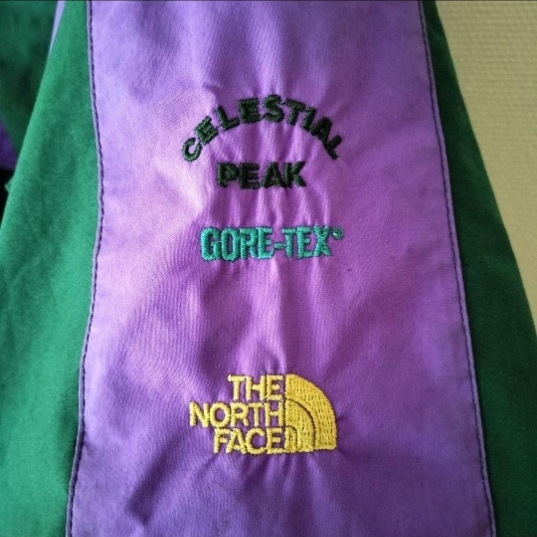 CELESTIAL
PEAK
GORE-TEX®
THE
NORTH
FACE